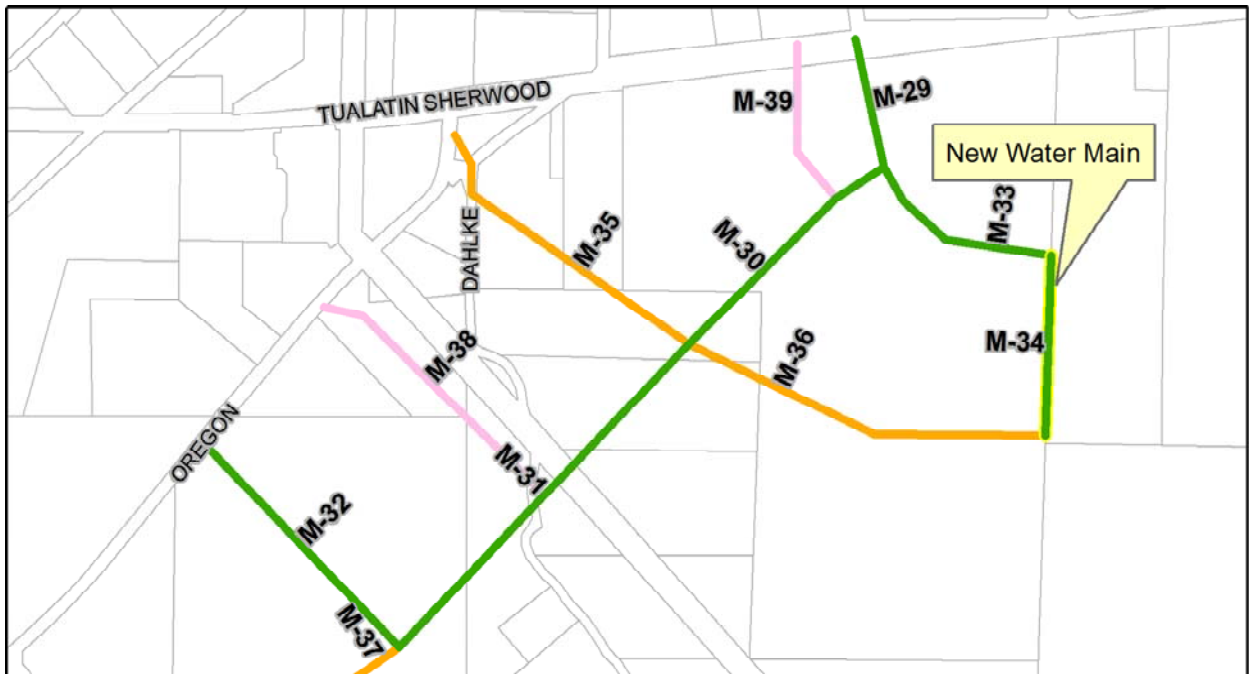 TUALATIN SHERWOOD
M-39
M-29
New Water Main
M-33
DAHLKE
M-35
M-30
M-34
M-36
M-38
OREGON
M-31
M-32
M-37